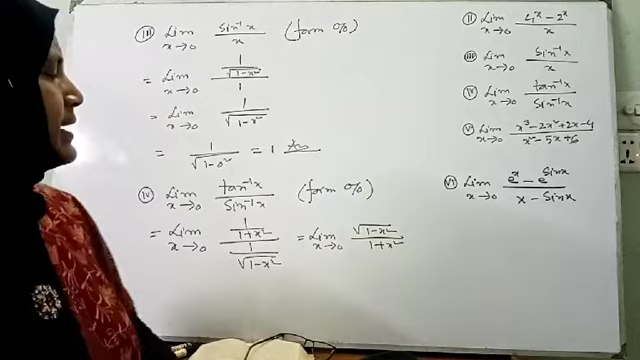 (iii) Lim x→0 sin⁻¹x / x (form 0/0)
= Lim x→0 (1/√(1-x²)) / 1
= Lim x→0 1/√(1-x²)
= 1/√(1-0²) = 1 Ans
(iv) Lim x→0 tan⁻¹x / sin⁻¹x (form 0/0)
= Lim x→0 (1/(1+x²)) / (1/√(1-x²)) = Lim x→0 √(1-x²) / (1+x²)
(ii) Lim x→0 (4ˣ - 2ˣ) / x
(iii) Lim x→0 sin⁻¹x / x
(iv) Lim x→0 tan⁻¹x / sin⁻¹x
(v) Lim x→0 (x³-2x²+2x-4) / (x²-5x+6)
(vi) Lim x→0 (eˣ - e^sinx) / (x - sinx)